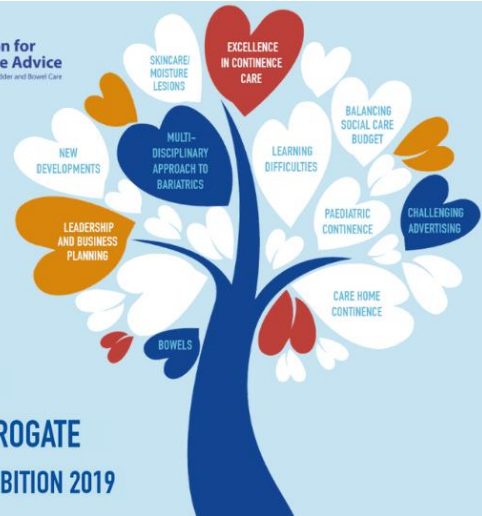 n for
e Advice
dder and Bowel Care
EXCELLENCE
IN CONTINENCE
CARE
SKINCARE/
MOISTURE
LESIONS
BALANCING
SOCIAL CARE
BUDGET
MULTI-
DISCIPLINARY
APPROACH TO
BARIATRICS
LEARNING
DIFFICULTIES
NEW
DEVELOPMENTS
PAEDIATRIC
CONTINENCE
CHALLENGING
ADVERTISING
LEADERSHIP
AND BUSINESS
PLANNING
CARE HOME
CONTINENCE
BOWELS
ROGATE
BITION 2019